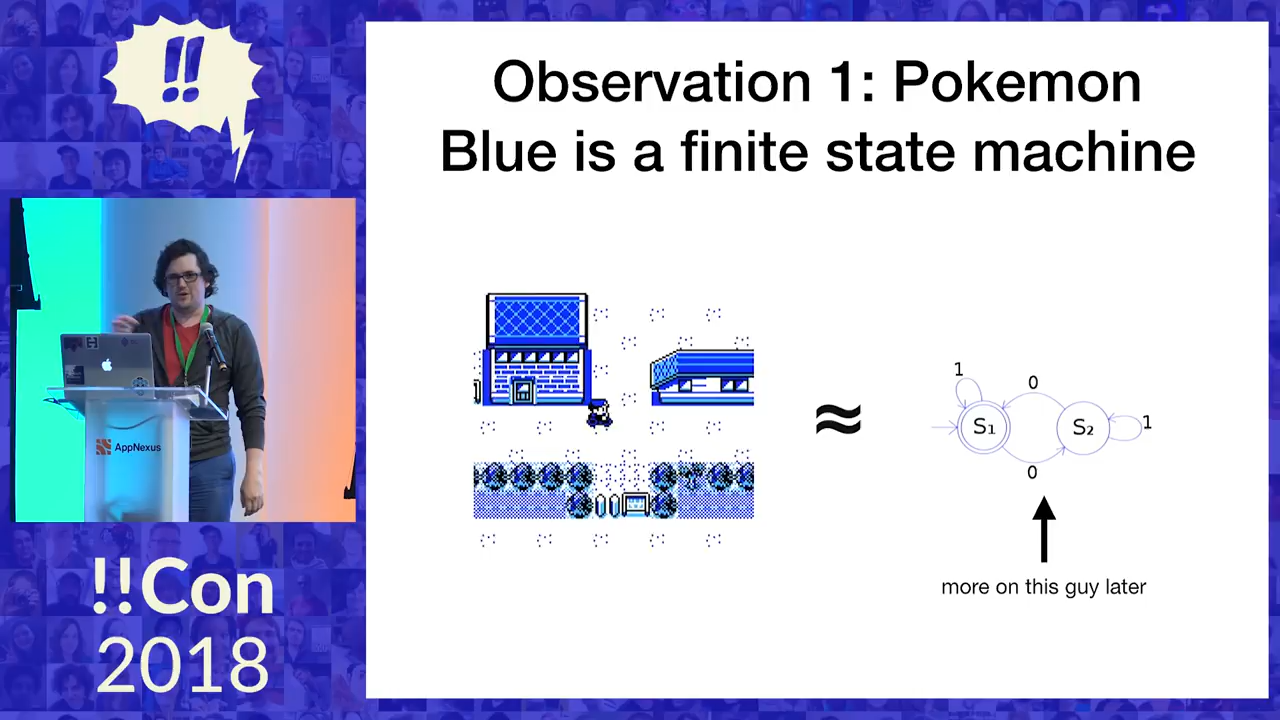 !!
Observation 1: Pokemon
Blue is a finite state machine
AppNexus
≈
1
0
S₁
S₂
1
0
more on this guy later
!!Con
2018